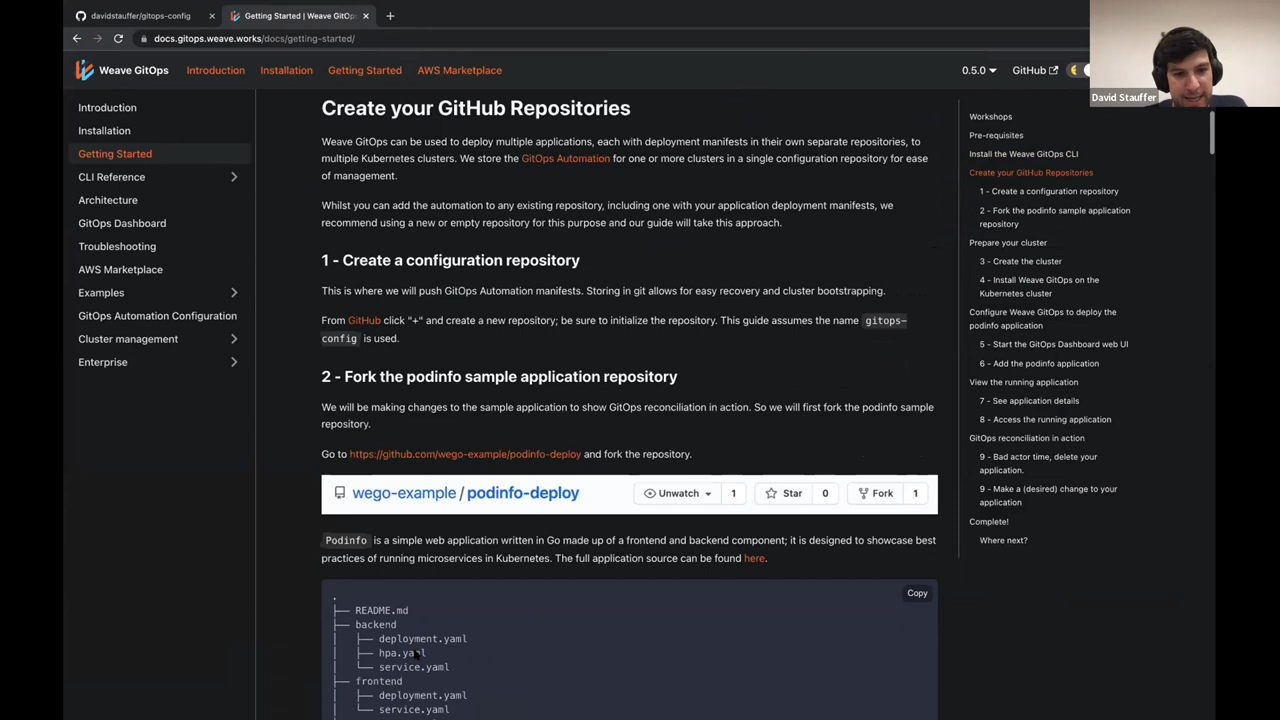 davidstauffer/gitops-config
Getting Started | Weave GitOps
docs.gitops.weave.works/docs/getting-started/
Weave GitOps
Introduction
Installation
Getting Started
AWS Marketplace
0.5.0
GitHub
David Stauffer
Introduction
Installation
Getting Started
CLI Reference
Architecture
GitOps Dashboard
Troubleshooting
AWS Marketplace
Examples
GitOps Automation Configuration
Cluster management
Enterprise
Create your GitHub Repositories
Weave GitOps can be used to deploy multiple applications, each with deployment manifests in their own separate repositories, to
multiple Kubernetes clusters. We store the GitOps Automation for one or more clusters in a single configuration repository for ease
of management.
Whilst you can add the automation to any existing repository, including one with your application deployment manifests, we
recommend using a new or empty repository for this purpose and our guide will take this approach.
1 - Create a configuration repository
This is where we will push GitOps Automation manifests. Storing in git allows for easy recovery and cluster bootstrapping.
From GitHub click "+" and create a new repository; be sure to initialize the repository. This guide assumes the name gitops-
config is used.
2 - Fork the podinfo sample application repository
We will be making changes to the sample application to show GitOps reconciliation in action. So we will first fork the podinfo sample
repository.
Go to https://github.com/wego-example/podinfo-deploy and fork the repository.
wego-example / podinfo-deploy
Unwatch 1
Star 0
Fork 1
Podinfo is a simple web application written in Go made up of a frontend and backend component; it is designed to showcase best
practices of running microservices in Kubernetes. The full application source can be found here.
Copy
.
├── README.md
├── backend
│   ├── deployment.yaml
│   ├── hpa.yaml
│   └── service.yaml
├── frontend
│   ├── deployment.yaml
│   └── service.yaml
Workshops
Pre-requisites
Install the Weave GitOps CLI
Create your GitHub Repositories
1 - Create a configuration repository
2 - Fork the podinfo sample application
repository
Prepare your cluster
3 - Create the cluster
4 - Install Weave GitOps on the
Kubernetes cluster
Configure Weave GitOps to deploy the
podinfo application
5 - Start the GitOps Dashboard web UI
6 - Add the podinfo application
View the running application
7 - See application details
8 - Access the running application
GitOps reconciliation in action
9 - Bad actor time, delete your
application.
9 - Make a (desired) change to your
application
Complete!
Where next?